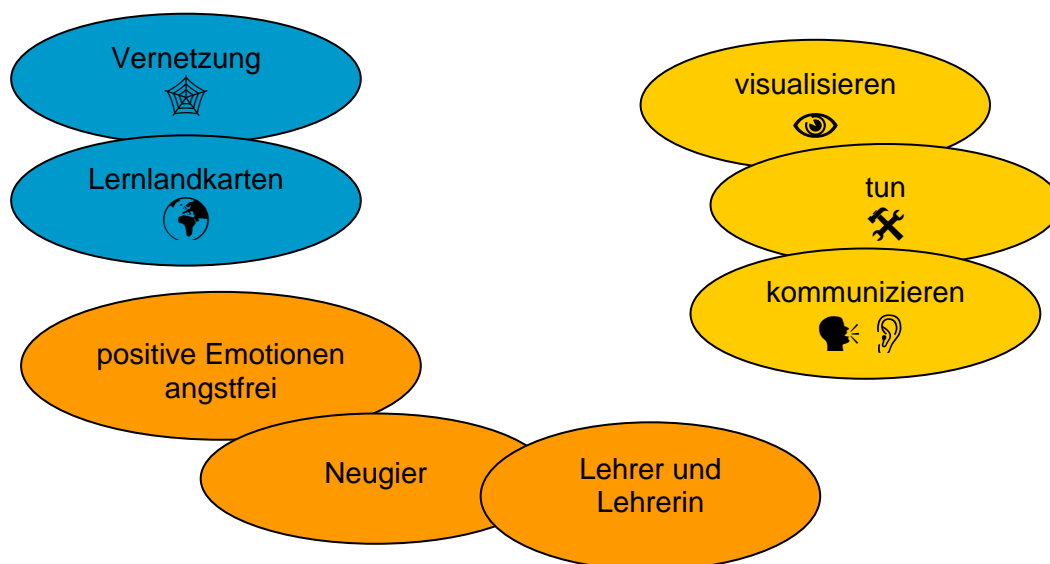 Vernetzung
Lernlandkarten
visualisieren
tun
kommunizieren
positive Emotionen
angstfrei
Neugier
Lehrer und
Lehrerin